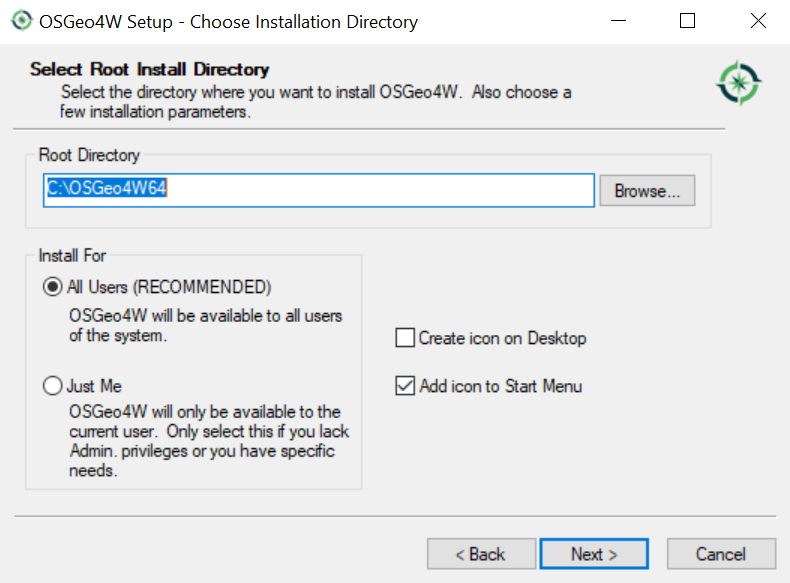 OSGeo4W Setup - Choose Installation Directory
Select Root Install Directory
Select the directory where you want to install OSGeo4W.  Also choose a
few installation parameters.
Root Directory
C:\OSGeo4W64
Browse...
Install For
All Users (RECOMMENDED)
OSGeo4W will be available to all users
of the system.
Create icon on Desktop
Just Me
Add icon to Start Menu
OSGeo4W will only be available to the
current user.  Only select this if you lack
Admin. privileges or you have specific
needs.
< Back
Next >
Cancel